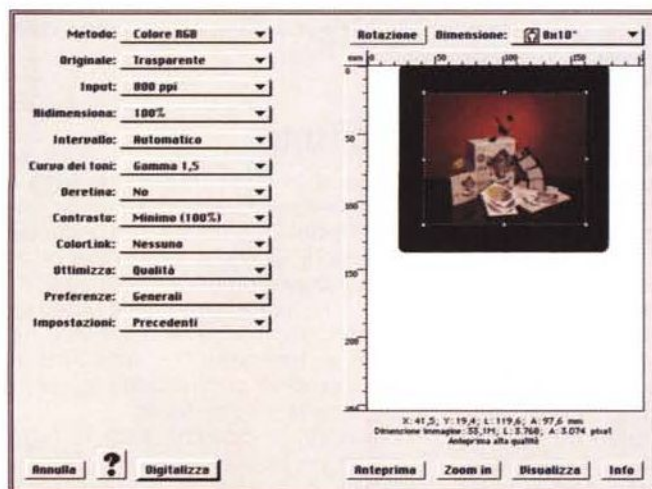 Metodo: Colore RGB
Originale: Trasparente
Input: 800 ppi
Ridimensiona: 100%
Intervallo: Automatico
Curva dei toni: Gamma 1,5
Deretina: No
Contrasto: Minimo (100%)
ColorLink: Nessuno
Ottimizza: Qualità
Preferenze: Generali
Impostazioni: Precedenti
Annulla ? Digitalizza
Rotazione Dimensione: 8x10"
mm 0 50 100 150
0
50
100
150
200
250
X: 41,5; Y: 19,4; L: 119,6; A: 97,6 mm
Dimensione immagine: 33,1M; L: 3.768; A: 3.074 pixel
Anteprima alta qualità
Anteprima Zoom in Visualizza Info